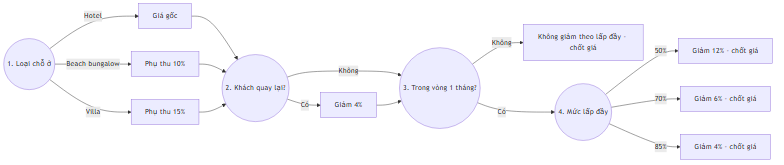 1. Loại chỗ ở
Hotel
Giá gốc
Beach bungalow
Phụ thu 10%
Villa
Phụ thu 15%
2. Khách quay lại?
Không
Có
Giảm 4%
3. Trong vòng 1 tháng?
Không
Không giảm theo lấp đầy -
chốt giá
Có
4. Mức lấp đầy
50%
Giảm 12% - chốt giá
70%
Giảm 6% - chốt giá
85%
Giảm 4% - chốt giá